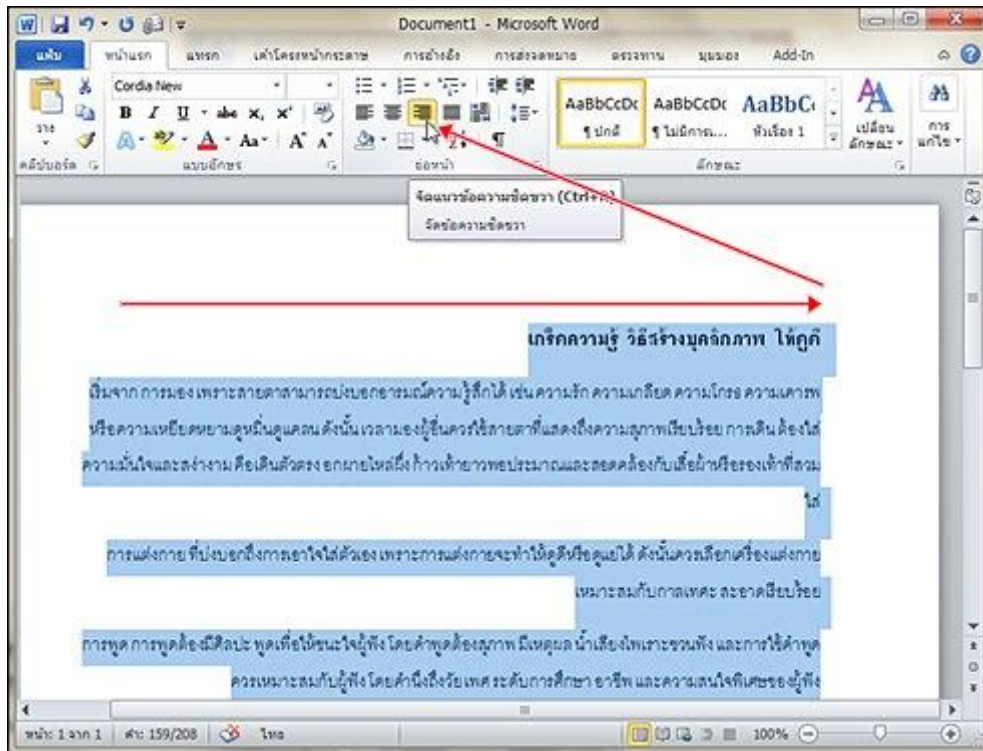 Document1 - Microsoft Word
แฟ้ม หน้าแรก แทรก เค้าโครงหน้ากระดาษ การอ้างอิง การส่งจดหมาย ตรวจทาน มุมมอง Add-In
Cordia New
AaBbCcDc AaBbCcDc AaBbC
วาง ¶ ปกติ ¶ ไม่มีการเ... หัวเรื่อง 1 เปลี่ยนลักษณะ การแก้ไข
คลิปบอร์ด แบบอักษร ย่อหน้า ลักษณะ
จัดแนวข้อความชิดขวา (Ctrl+R)
จัดข้อความชิดขวา
เกร็ดความรู้ วิธีสร้างบุคลิกภาพ ให้ดูดี
เริ่มจาก การมอง เพราะสายตาสามารถบ่งบอกอารมณ์ความรู้สึกได้ เช่น ความรัก ความเกลียด ความโกรธ ความเคารพ
หรือความเหยียดหยามดูหมิ่นดูแคลน ดังนั้น เวลามองผู้อื่นควรใช้สายตาที่แสดงถึงความสุภาพเรียบร้อย การเดิน ต้องใส่
ความมั่นใจและสง่างาม คือเดินตัวตรง อกผายไหล่ผึ่ง ก้าวเท้ายาวพอประมาณและสอดคล้องกับเสื้อผ้าหรือรองเท้าที่สวม
ใส่
การแต่งกาย ที่บ่งบอกถึงการเอาใจใส่ตัวเอง เพราะการแต่งกายจะทำให้ดูดีหรือดูแย่ได้ ดังนั้นควรเลือกเครื่องแต่งกาย
เหมาะสมกับกาลเทศะ สะอาดเรียบร้อย
การพูด การพูดต้องมีศิลปะ พูดเพื่อให้ชนะใจผู้ฟัง โดยคำพูดต้องสุภาพ มีเหตุผล น้ำเสียงไพเราะชวนฟัง และการใช้คำพูด
ควรเหมาะสมกับผู้ฟัง โดยคำนึงถึงวัย เพศ ระดับการศึกษา อาชีพ และความสนใจพิเศษของผู้ฟัง
หน้า: 1 จาก 1 คำ: 159/208 ไทย 100%